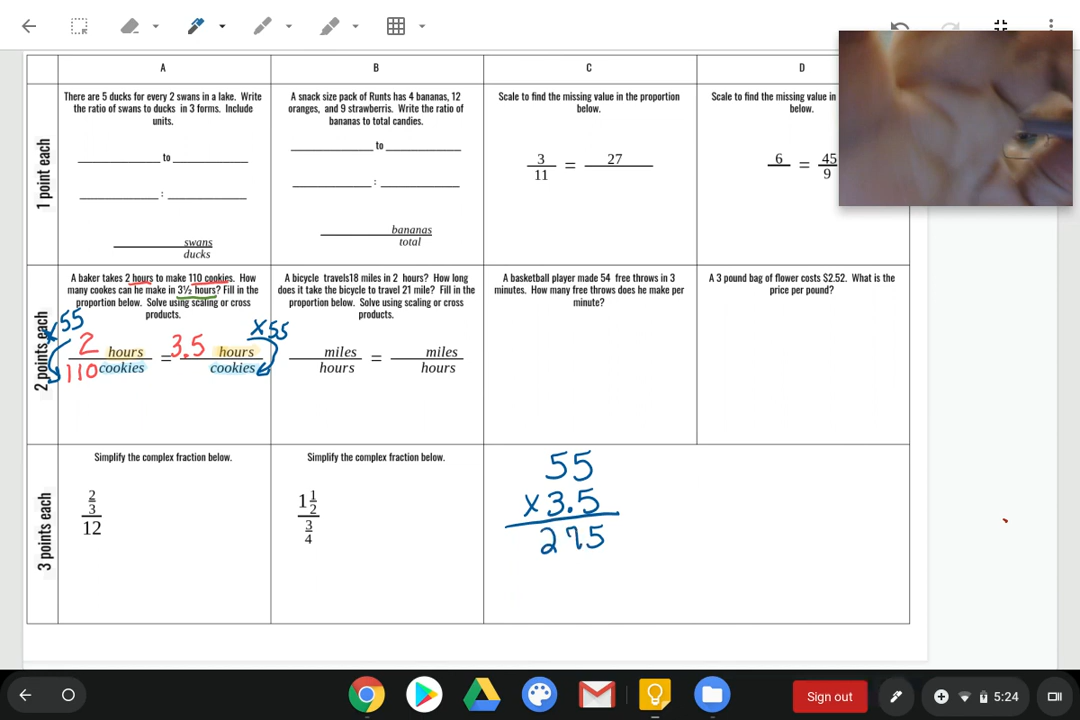 A B C D
1 point each
There are 5 ducks for every 2 swans in a lake. Write
the ratio of swans to ducks in 3 forms. Include
units.
to
:
swans
ducks
A snack size pack of Runts has 4 bananas, 12
oranges, and 9 strawberris. Write the ratio of
bananas to total candies.
to
:
bananas
total
Scale to find the missing value in the proportion
below.
3 = 27
11
Scale to find the missing value in
below.
6 = 45
9
2 points each
A baker takes 2 hours to make 110 cookies. How
many cookes can he make in 3½ hours? Fill in the
proportion below. Solve using scaling or cross
products.
x55 x55
2 hours = 3.5 hours
110 cookies cookies
A bicycle travels18 miles in 2 hours? How long
does it take the bicycle to travel 21 mile? Fill in the
proportion below. Solve using scaling or cross
products.
miles = miles
hours hours
A basketball player made 54 free throws in 3
minutes. How many free throws does he make per
minute?
A 3 pound bag of flower costs $2.52. What is the
price per pound?
3 points each
Simplify the complex fraction below.
2
3
12
Simplify the complex fraction below.
1 1
2
3
4
55
x3.5
275
Sign out
5:24